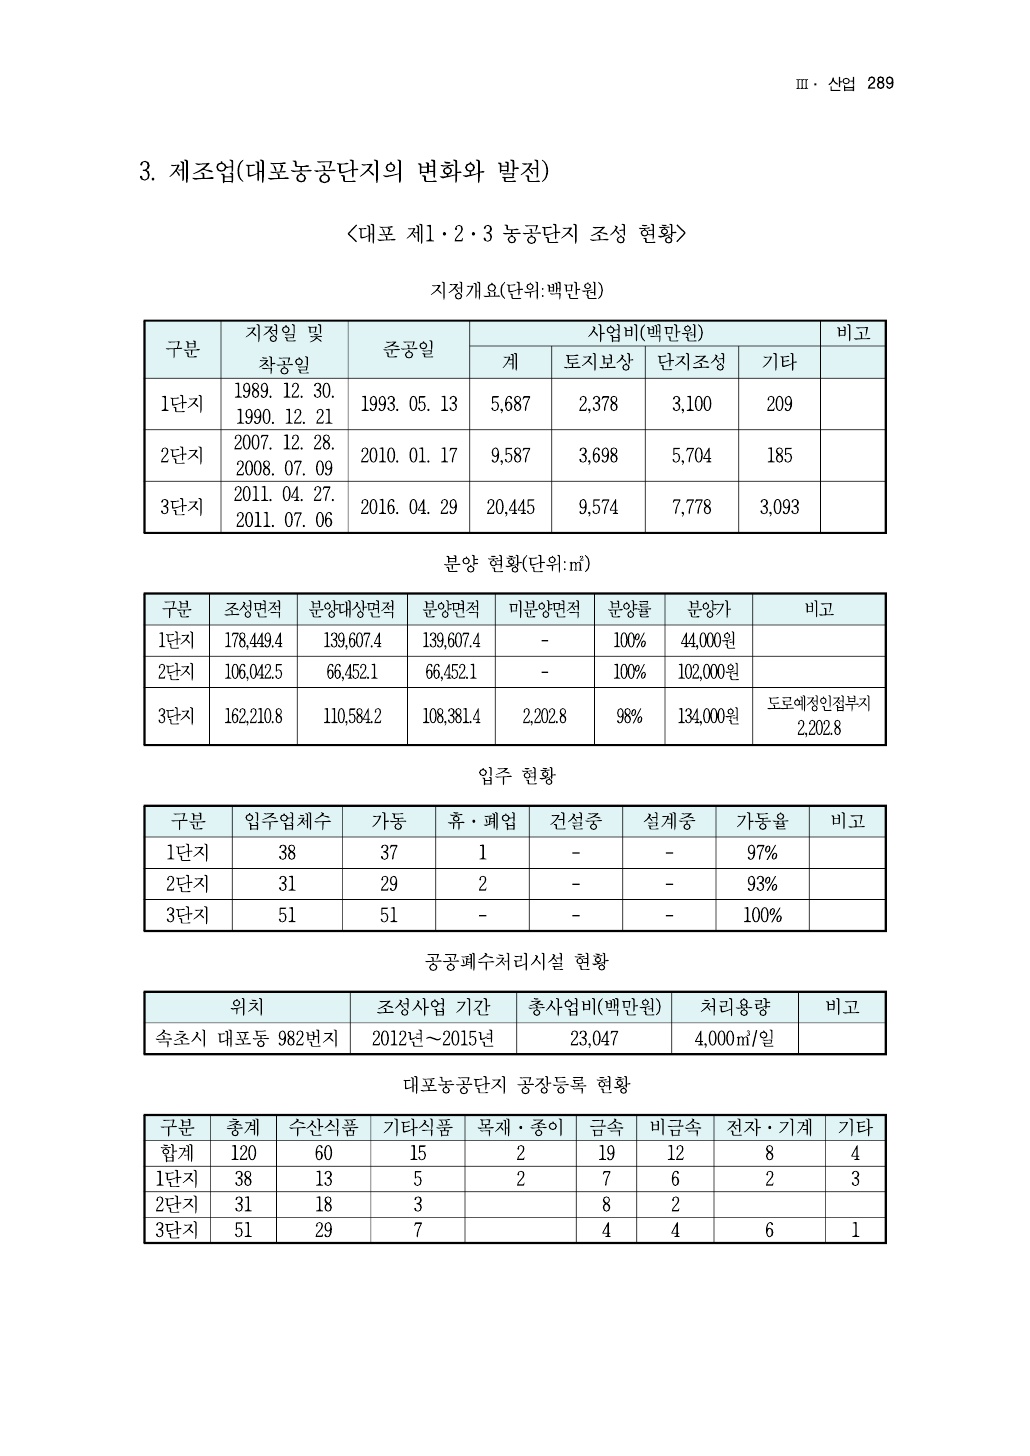 Ⅲ · 산업 289
3. 제조업(대포농공단지의 변화와 발전)
<대포 제1·2·3 농공단지 조성 현황>
지정개요(단위:백만원)
구분 지정일 및 착공일 준공일 사업비(백만원) 비고
계 토지보상 단지조성 기타
1단지 1989. 12. 30. 1990. 12. 21 1993. 05. 13 5,687 2,378 3,100 209
2단지 2007. 12. 28. 2008. 07. 09 2010. 01. 17 9,587 3,698 5,704 185
3단지 2011. 04. 27. 2011. 07. 06 2016. 04. 29 20,445 9,574 7,778 3,093
분양 현황(단위:㎡)
구분 조성면적 분양대상면적 분양면적 미분양면적 분양률 분양가 비고
1단지 178,449.4 139,607.4 139,607.4 - 100% 44,000원
2단지 106,042.5 66,452.1 66,452.1 - 100% 102,000원
3단지 162,210.8 110,584.2 108,381.4 2,202.8 98% 134,000원 도로예정인접부지 2,202.8
입주 현황
구분 입주업체수 가동 휴·폐업 건설중 설계중 가동율 비고
1단지 38 37 1 - - 97%
2단지 31 29 2 - - 93%
3단지 51 51 - - - 100%
공공폐수처리시설 현황
위치 조성사업 기간 총사업비(백만원) 처리용량 비고
속초시 대포동 982번지 2012년~2015년 23,047 4,000㎥/일
대포농공단지 공장등록 현황
구분 총계 수산식품 기타식품 목재·종이 금속 비금속 전자·기계 기타
합계 120 60 15 2 19 12 8 4
1단지 38 13 5 2 7 6 2 3
2단지 31 18 3 8 2
3단지 51 29 7 4 4 6 1